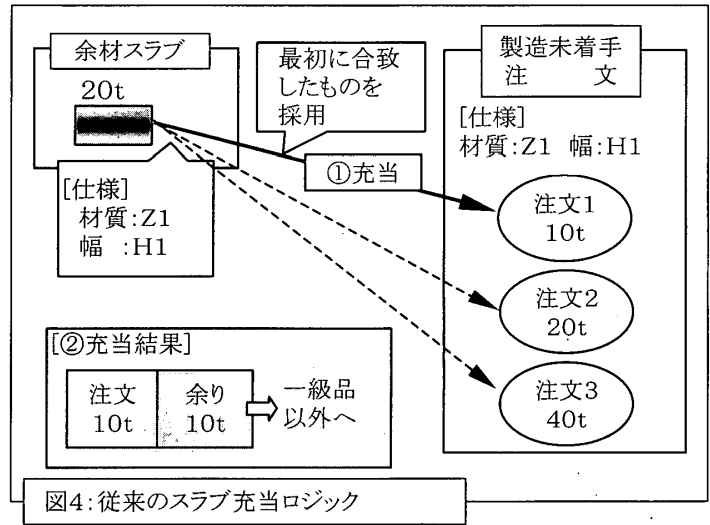 余材スラブ
20t
[仕様]
材質:Z1
幅 :H1
最初に合致
したものを
採用
①充当
製造未着手
注 文
[仕様]
材質:Z1 幅:H1
注文1
10t
注文2
20t
注文3
40t
[②充当結果]
注文
10t
余り
10t
一級品
以外へ
図4:従来のスラブ充当ロジック